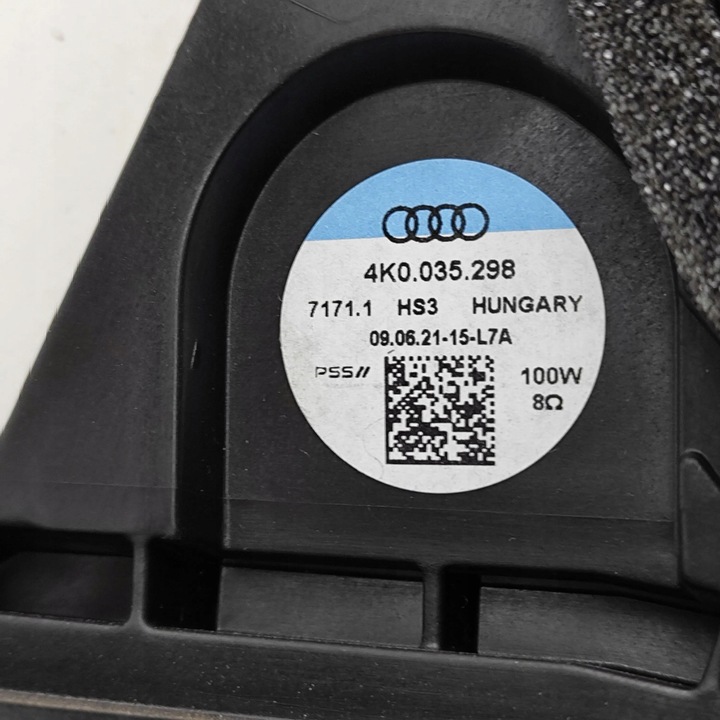 4K0.035.298
7171.1 HS3 HUNGARY
09.06.21-15-L7A
PSS// 100W
8Ω